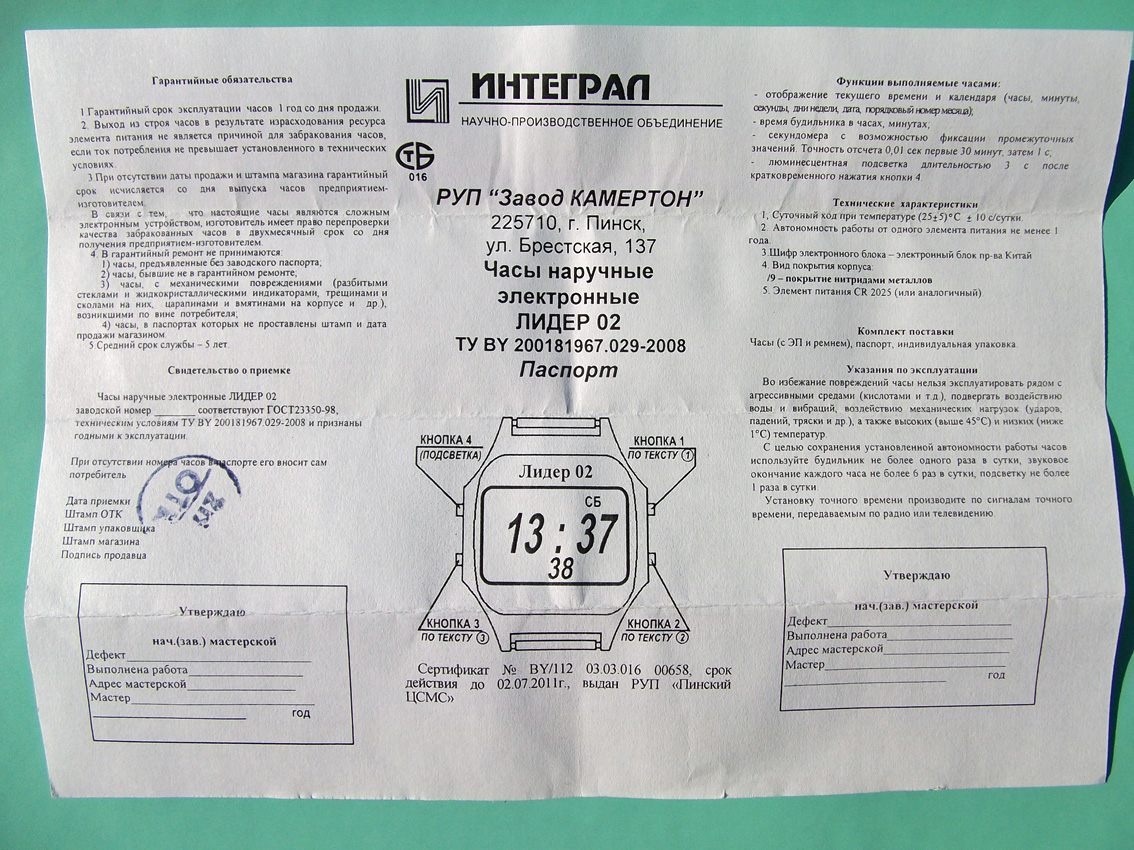 Гарантийные обязательства
1 Гарантийный срок эксплуатации часов 1 год со дня продажи.
2. Выход из строя часов в результате израсходования ресурса
элемента питания не является причиной для забракования часов,
если ток потребления не превышает установленного в технических
условиях.
3 При отсутствии даты продажи и штампа магазина гарантийный
срок исчисляется со дня выпуска часов предприятием-
изготовителем.
В связи с тем, что настоящие часы являются сложным
электронным устройством, изготовитель имеет право перепроверки
качества забракованных часов в двухмесячный срок со дня
получения предприятием-изготовителем.
4. В гарантийный ремонт не принимаются:
1) часы, предъявленные без заводского паспорта;
2) часы, бывшие не в гарантийном ремонте;
3) часы, с механическими повреждениями (разбитыми
стеклами и жидкокристаллическими индикаторами, трещинами и
сколами на них, царапинами и вмятинами на корпусе и др.),
возникшими по вине потребителя;
4) часы, в паспортах которых не проставлены штамп и дата
продажи магазином.
5 Средний срок службы – 5 лет
Свидетельство о приемке
Часы наручные электронные ЛИДЕР 02
заводской номер ________ соответствуют ГОСТ23350-98,
техническим условиям ТУ BY 200181967.029-2008 и признаны
годными к эксплуатации.
При отсутствии номера часов в паспорте его вносит сам
потребитель
Дата приемки
Штамп ОТК
Штамп упаковщика
Штамп магазина
Подпись продавца
ОТК
Утверждаю
нач.(зав.) мастерской
Дефект
Выполнена работа
Адрес мастерской
Мастер
год
ИНТЕГРАЛ
НАУЧНО-ПРОИЗВОДСТВЕННОЕ ОБЪЕДИНЕНИЕ
СТБ
016
РУП “Завод КАМЕРТОН”
225710, г. Пинск,
ул. Брестская, 137
Часы наручные
электронные
ЛИДЕР 02
ТУ BY 200181967.029-2008
Паспорт
КНОПКА 4
(ПОДСВЕТКА)
КНОПКА 1
ПО ТЕКСТУ ①
Лидер 02
СБ
13 : 37
38
КНОПКА 3
ПО ТЕКСТУ ③
КНОПКА 2
ПО ТЕКСТУ ②
Сертификат № BY/112 03.03.016 00658, срок
действия до 02.07.2011г., выдан РУП «Пинский
ЦСМС»
Функции выполняемые часами:
- отображение текущего времени и календаря (часы, минуты,
секунды, дни недели, дата, порядковый номер месяца);
- время будильника в часах, минутах;
- секундомера с возможностью фиксации промежуточных
значений. Точность отсчета 0,01 сек первые 30 минут, затем 1 с;
- люминесцентная подсветка длительностью 3 с после
кратковременного нажатия кнопки 4.
Технические характеристики
1, Суточный ход при температуре (25±5)°С ± 10 с/сутки.
2. Автономность работы от одного элемента питания не менее 1
года.
3 Шифр электронного блока – электронный блок пр-ва Китай
4. Вид покрытия корпуса:
/9 – покрытие нитридами металлов
5. Элемент питания CR 2025 (или аналогичный).
Комплект поставки
Часы (с ЭП и ремнем), паспорт, индивидуальная упаковка.
Указания по эксплуатации
Во избежание повреждений часы нельзя эксплуатировать рядом с
агрессивными средами (кислотами и т.д.), подвергать воздействию
воды и вибраций, воздействию механических нагрузок (ударов,
падений, тряски и др.), а также высоких (выше 45°С) и низких (ниже
1°С) температур.
С целью сохранения установленной автономности работы часов
используйте будильник не более одного раза в сутки, звуковое
окончание каждого часа не более 6 раз в сутки, подсветку не более
1 раза в сутки.
Установку точного времени производите по сигналам точного
времени, передаваемым по радио или телевидению.
Утверждаю
нач.(зав.) мастерской
Дефект
Выполнена работа
Адрес мастерской
Мастер
год